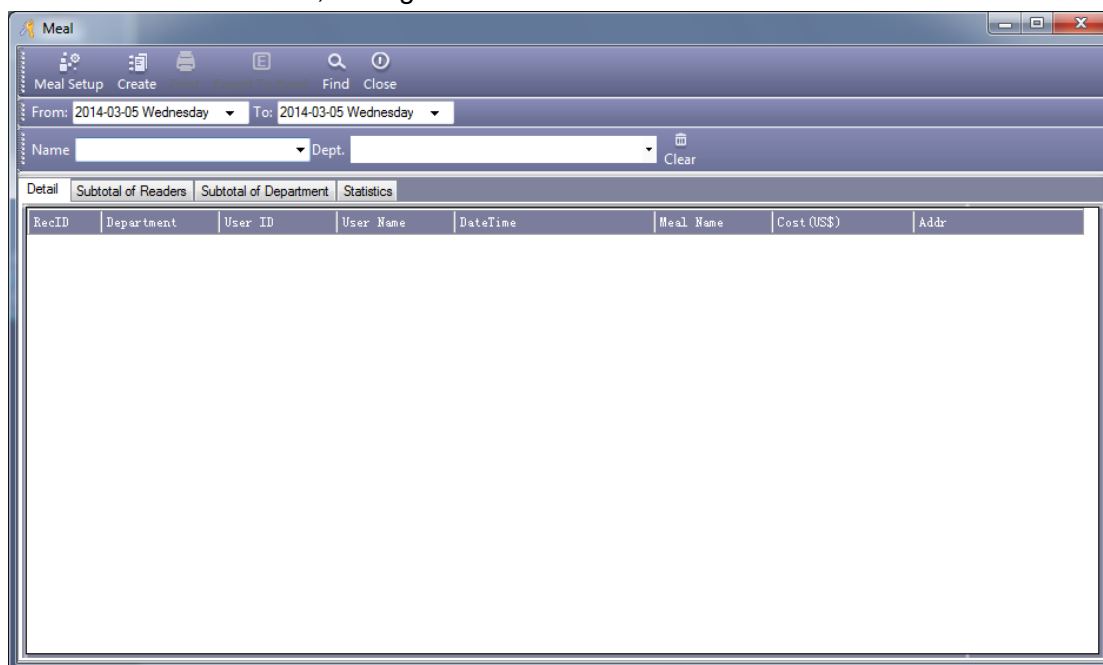 Meal
E
Meal Setup Create Find Close
From: 2014-03-05 Wednesday To: 2014-03-05 Wednesday
Name Dept. Clear
Detail Subtotal of Readers Subtotal of Department Statistics
RecID Department User ID User Name DateTime Meal Name Cost(US$) Addr